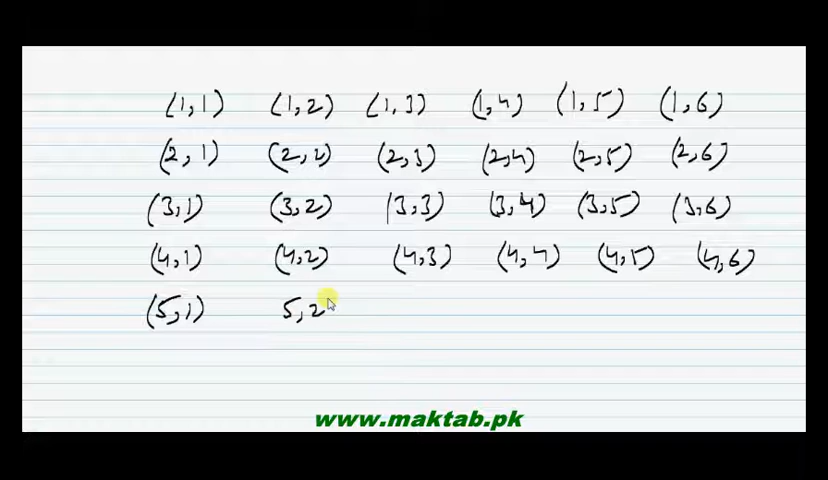 (1,1) (1,2) (1,3) (1,4) (1,5) (1,6)
(2,1) (2,2) (2,3) (2,4) (2,5) (2,6)
(3,1) (3,2) (3,3) (3,4) (3,5) (3,6)
(4,1) (4,2) (4,3) (4,4) (4,5) (4,6)
(5,1) 5,2
www.maktab.pk